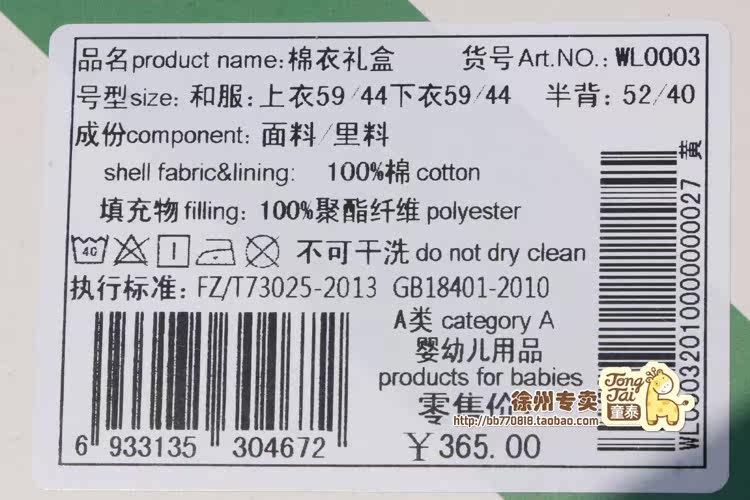 品名product name:棉衣礼盒 货号Art.NO.: WL0003
号型size: 和服:上衣59/44下衣59/44 半背:52/40
成份component: 面料/里料
shell fabric&lining: 100%棉 cotton
填充物filling: 100%聚酯纤维 polyester
40
不可干洗 do not dry clean
执行标准: FZ/T73025-2013 GB18401-2010
A类 category A
婴幼儿用品
products for babies
零售价
￥365.00
6 933135 304672
黄
徐州专卖
http://bb770818.taobao.com
Tong Tai
童泰